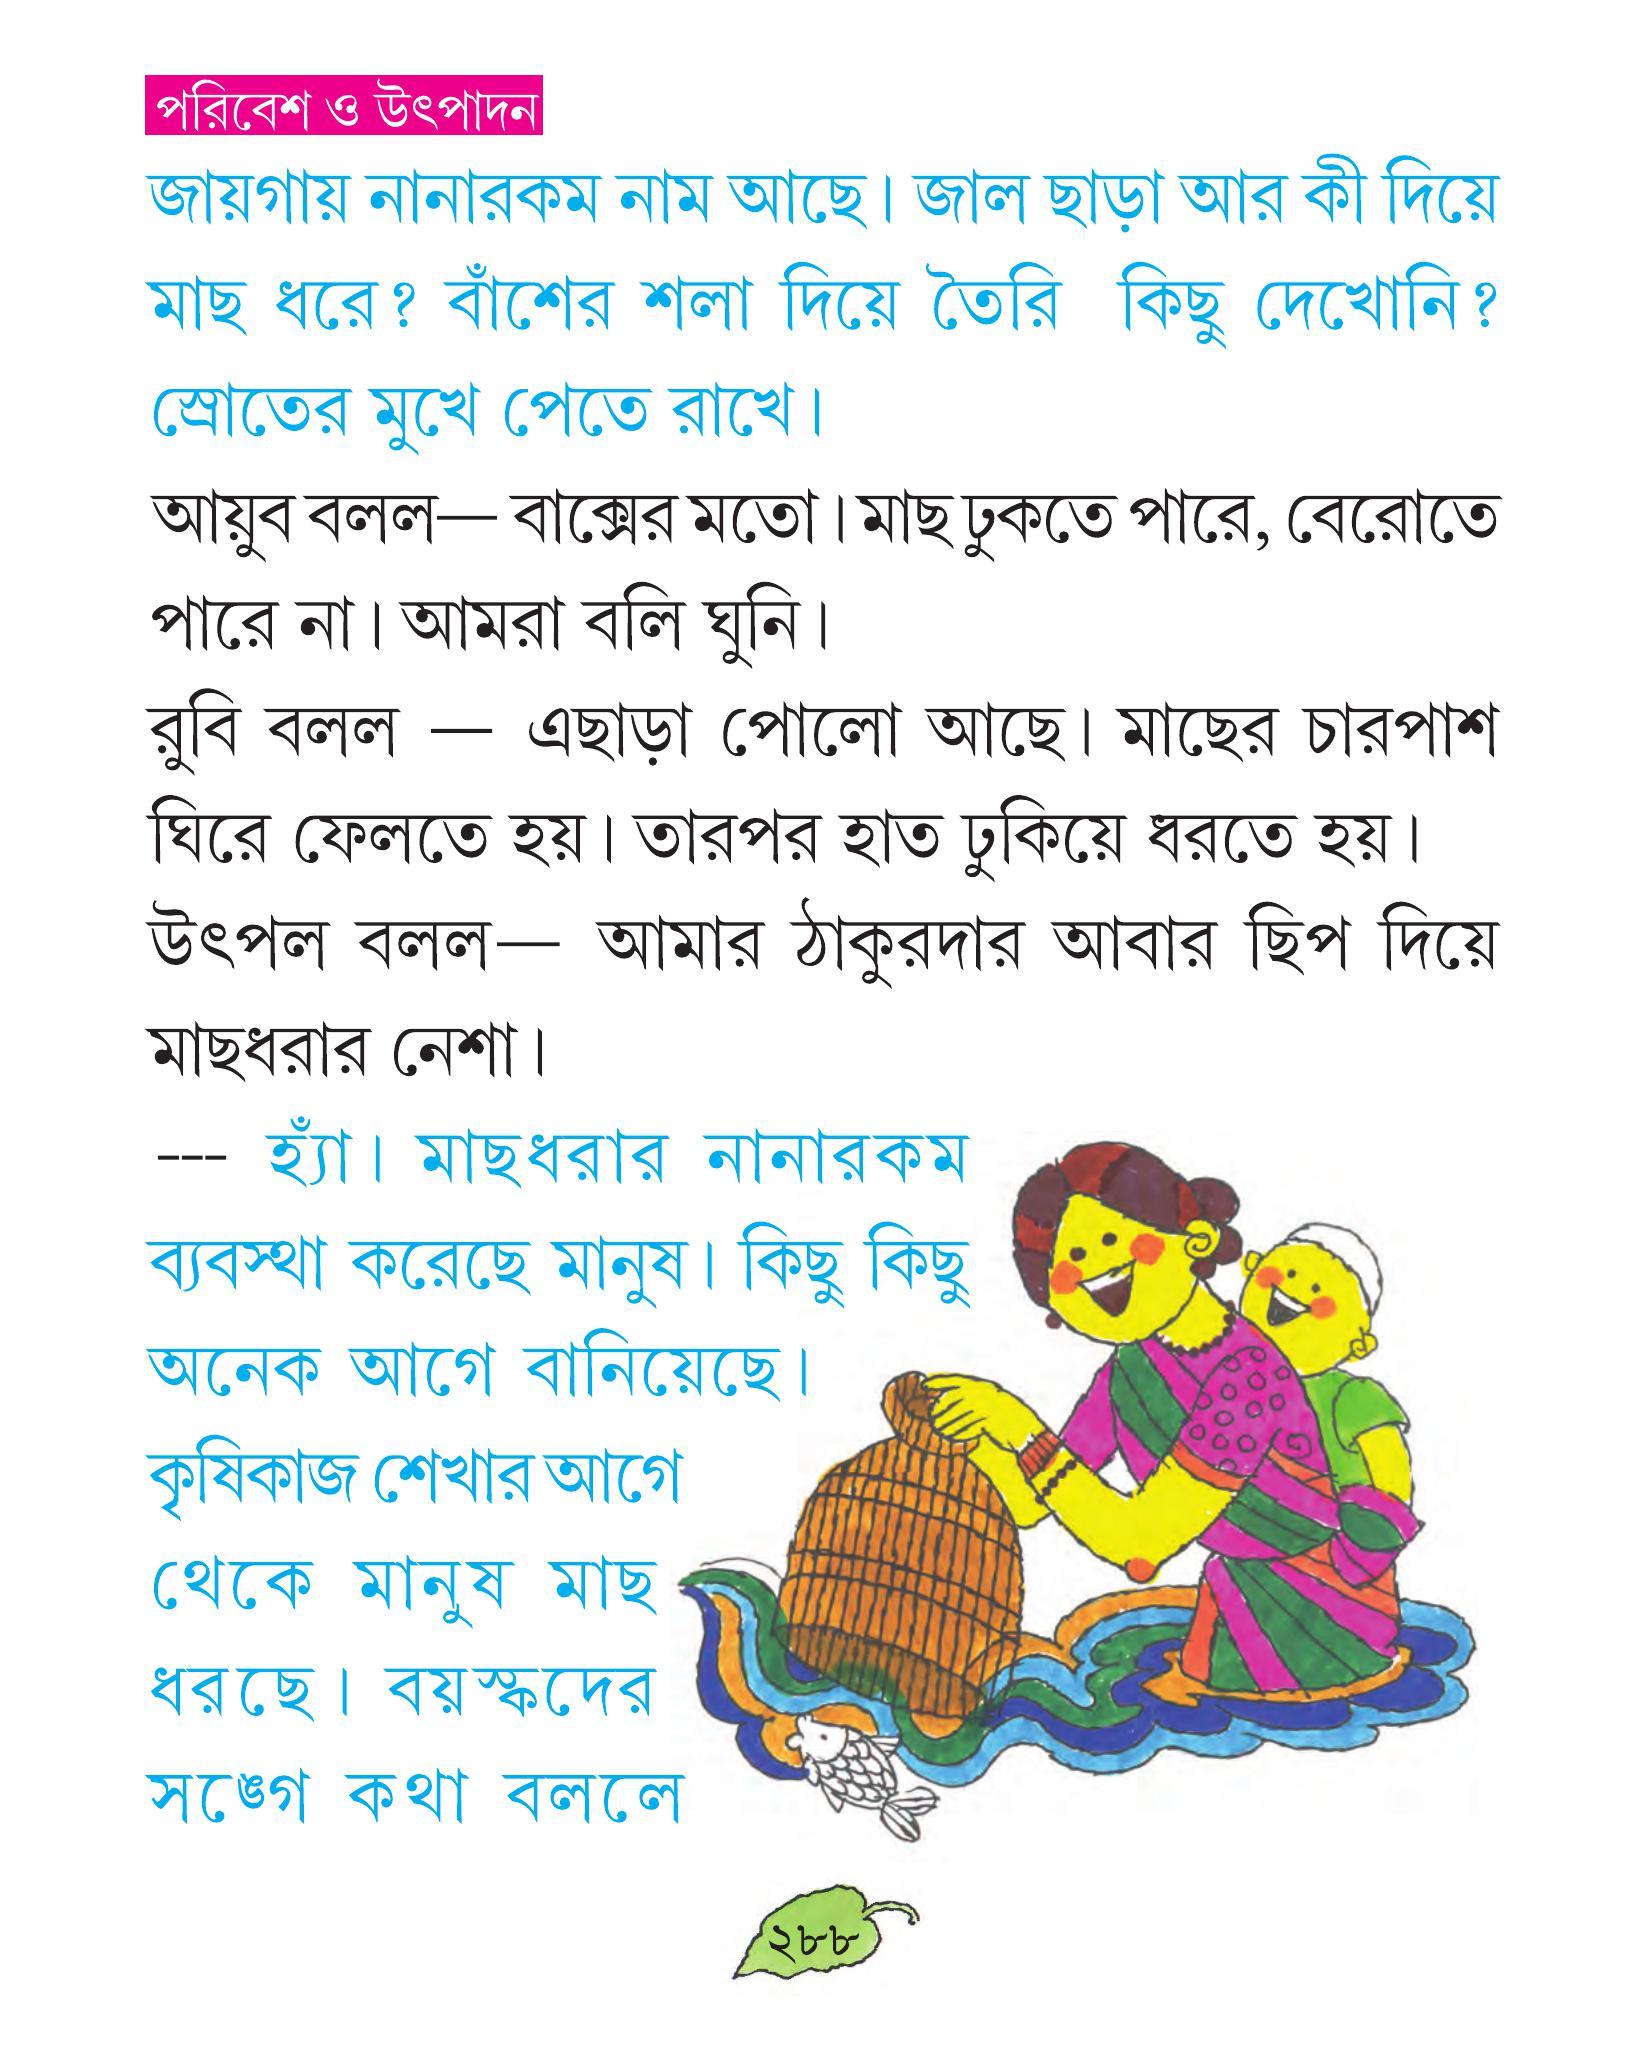 পরিবেশ ও উৎপাদন
জায়গায় নানারকম নাম আছে। জাল ছাড়া আর কী দিয়ে
মাছ ধরে? বাঁশের শলা দিয়ে তৈরি কিছু দেখোনি?
স্রোতের মুখে পেতে রাখে।
আয়ুব বলল— বাক্সের মতো। মাছ ঢুকতে পারে, বেরোতে
পারে না। আমরা বলি ঘুনি।
রুবি বলল — এছাড়া পোলো আছে। মাছের চারপাশ
ঘিরে ফেলতে হয়। তারপর হাত ঢুকিয়ে ধরতে হয়।
উৎপল বলল— আমার ঠাকুরদার আবার ছিপ দিয়ে
মাছধরার নেশা।
--- হ্যাঁ। মাছধরার নানারকম
ব্যবস্থা করেছে মানুষ। কিছু কিছু
অনেক আগে বানিয়েছে।
কৃষিকাজ শেখার আগে
থেকে মানুষ মাছ
ধরছে। বয়স্কদের
সঙ্গে কথা বললে
২৮৮